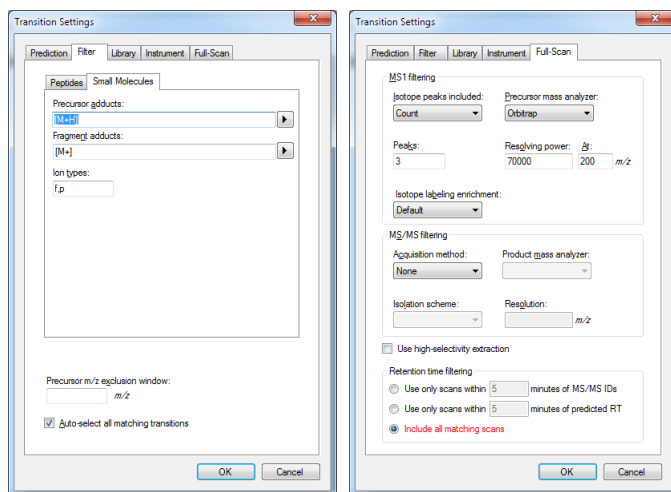 Transition Settings
x
Prediction Filter Library Instrument Full-Scan
Peptides Small Molecules
Precursor adducts:
[M+H]
Fragment adducts:
[M+]
Ion types:
f,p
Precursor m/z exclusion window:
m/z
Auto-select all matching transitions
OK Cancel
Transition Settings
x
Prediction Filter Library Instrument Full-Scan
MS1 filtering
Isotope peaks included: Precursor mass analyzer:
Count Orbitrap
Peaks: Resolving power: At:
3 70000 200 m/z
Isotope labeling enrichment:
Default
MS/MS filtering
Acquisition method: Product mass analyzer:
None
Isolation scheme: Resolution:
m/z
Use high-selectivity extraction
Retention time filtering
Use only scans within 5 minutes of MS/MS IDs
Use only scans within 5 minutes of predicted RT
Include all matching scans
OK Cancel